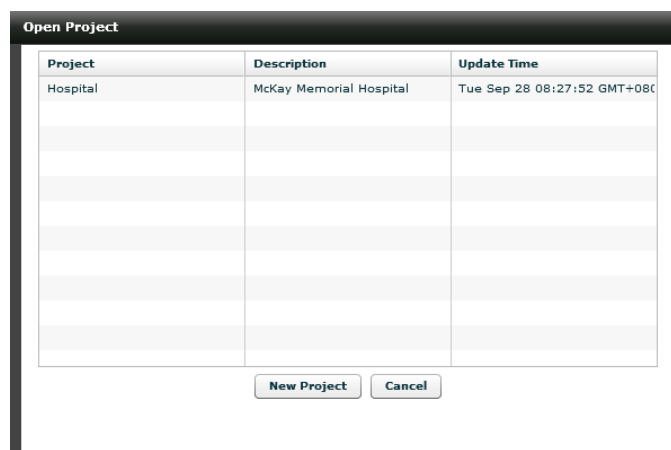 Open Project
Project Description Update Time
Hospital McKay Memorial Hospital Tue Sep 28 08:27:52 GMT+080
New Project Cancel